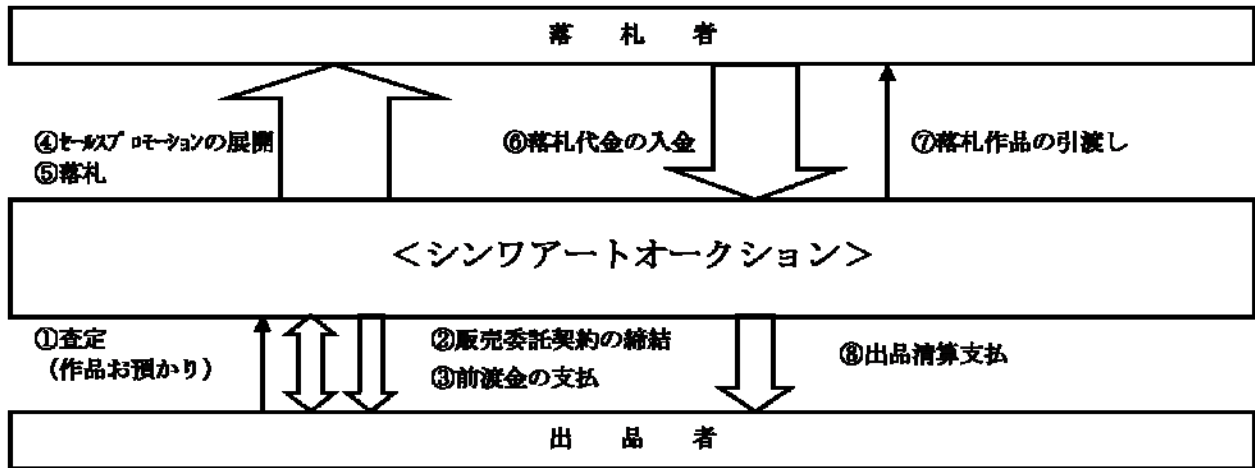 落 札 者
④セールスプロモーションの展開
⑤落札
⑥落札代金の入金
⑦落札作品の引渡し
＜シンワアートオークション＞
①査定
（作品お預かり）
②販売委託契約の締結
③前渡金の支払
⑧出品清算支払
出 品 者